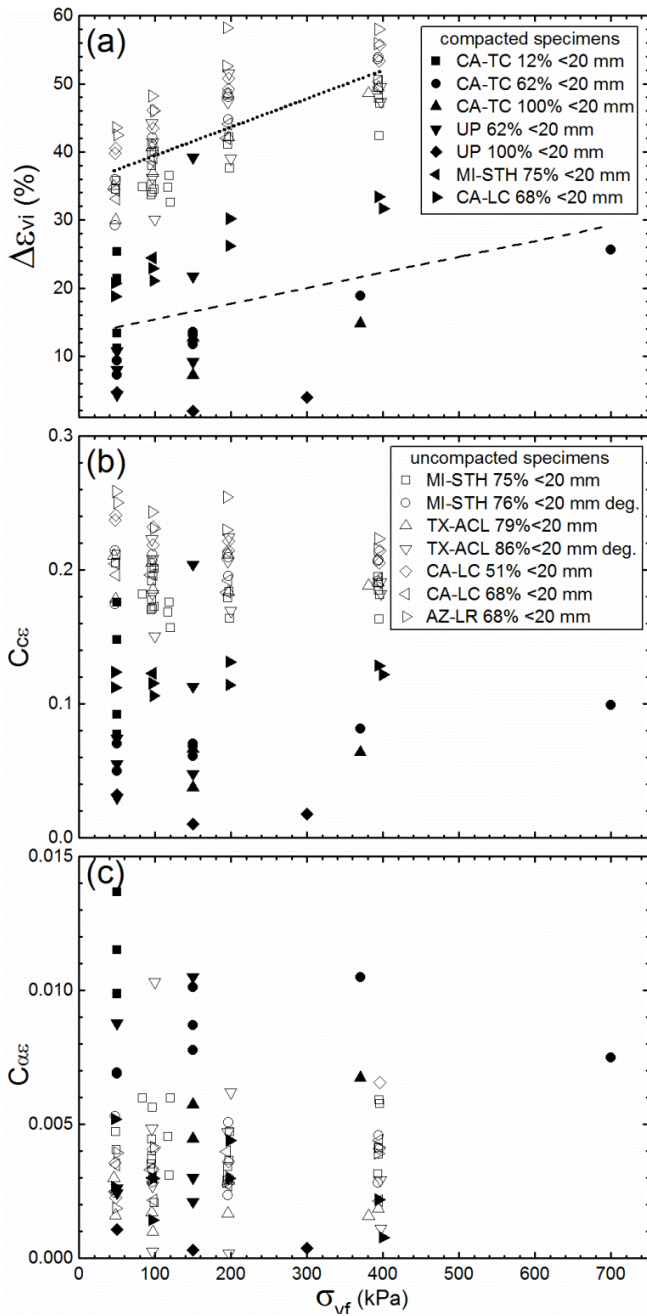 (a)
60
50
40
30
20
10
Δεvi (%)
compacted specimens
CA-TC 12% <20 mm
CA-TC 62% <20 mm
CA-TC 100% <20 mm
UP 62% <20 mm
UP 100% <20 mm
MI-STH 75% <20 mm
CA-LC 68% <20 mm
(b)
0.3
0.2
0.1
0.0
Ccε
uncompacted specimens
MI-STH 75% <20 mm
MI-STH 76% <20 mm deg.
TX-ACL 79%<20 mm
TX-ACL 86%<20 mm deg.
CA-LC 51% <20 mm
CA-LC 68% <20 mm
AZ-LR 68% <20 mm
(c)
0.015
0.010
0.005
0.000
Cαε
0 100 200 300 400 500 600 700
σvf (kPa)